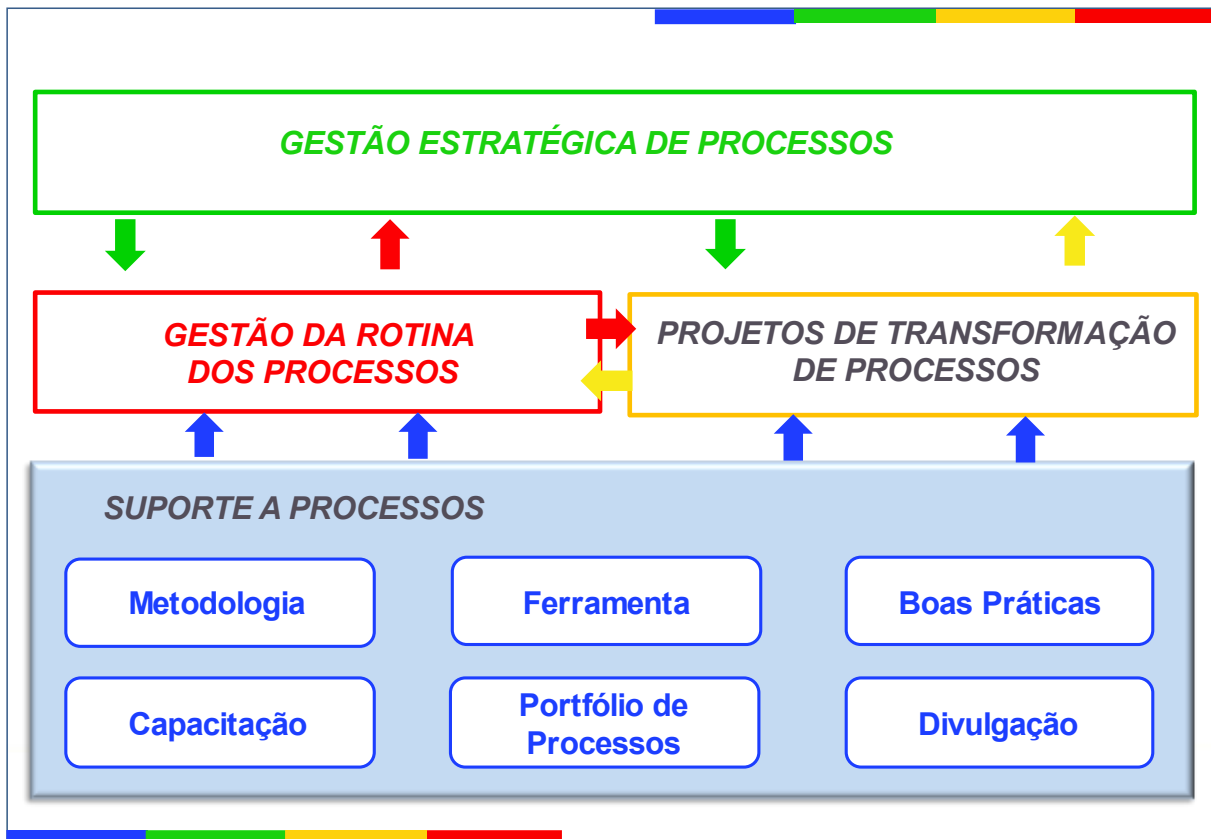 GESTÃO ESTRATÉGICA DE PROCESSOS
GESTÃO DA ROTINA
DOS PROCESSOS
PROJETOS DE TRANSFORMAÇÃO
DE PROCESSOS
SUPORTE A PROCESSOS
Metodologia
Ferramenta
Boas Práticas
Capacitação
Portfólio de
Processos
Divulgação